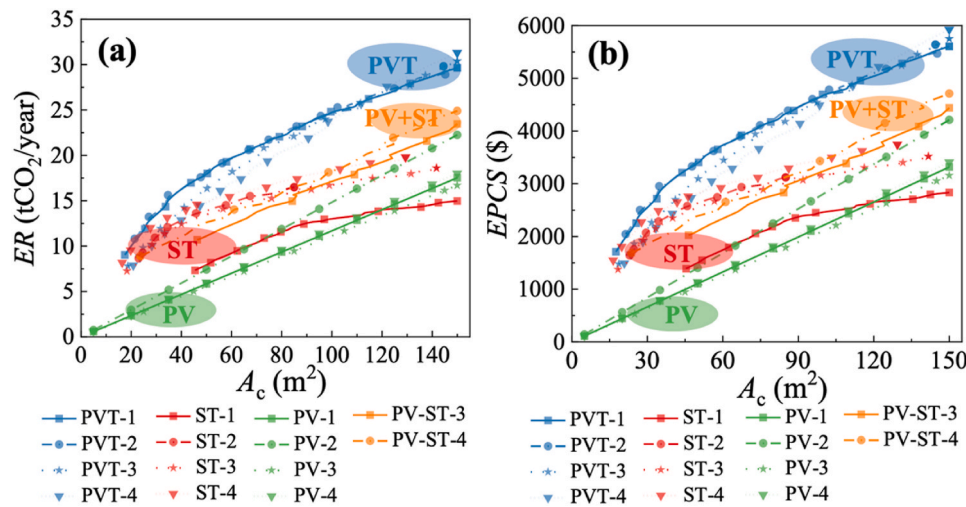 (a)
ER (tCO₂/year)
35
30
25
20
15
10
5
0
PVT
PV+ST
ST
PV
0 20 40 60 80 100 120 140
A_c (m²)
PVT-1 ST-1 PV-1 PV-ST-3
PVT-2 ST-2 PV-2 PV-ST-4
PVT-3 ST-3 PV-3
PVT-4 ST-4 PV-4
(b)
EPCS ($)
6000
5000
4000
3000
2000
1000
0
PVT
PV+ST
ST
PV
0 30 60 90 120 150
A_c (m²)
PVT-1 ST-1 PV-1 PV-ST-3
PVT-2 ST-2 PV-2 PV-ST-4
PVT-3 ST-3 PV-3
PVT-4 ST-4 PV-4